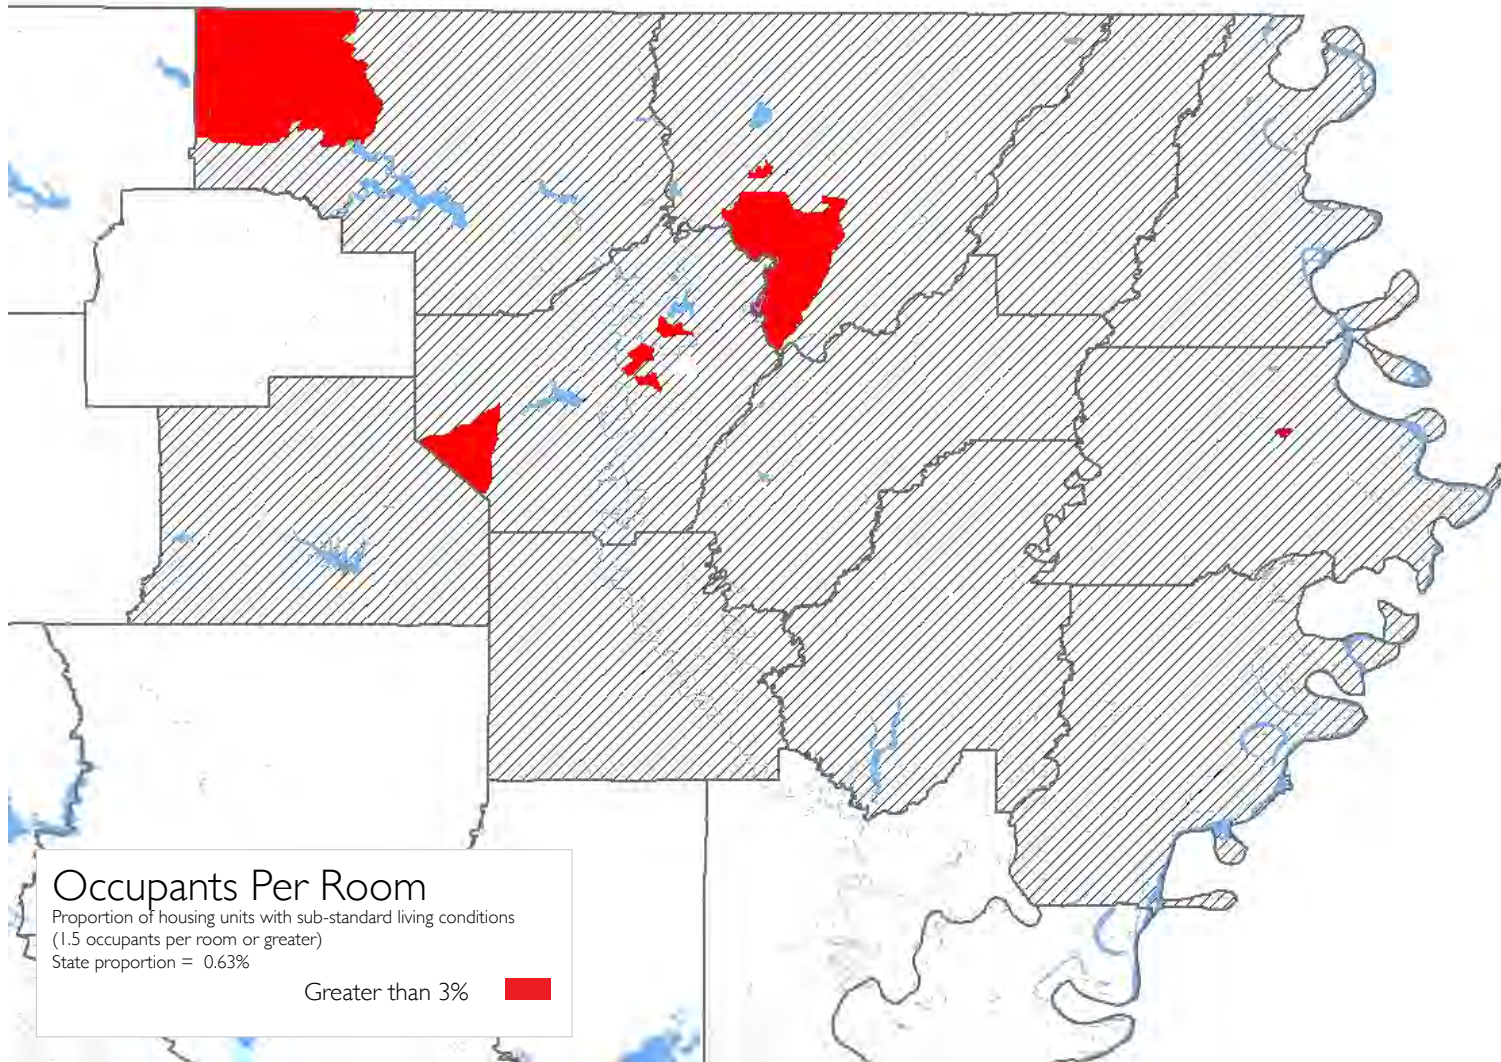 Occupants Per Room
Proportion of housing units with sub-standard living conditions
(1.5 occupants per room or greater)
State proportion = 0.63%
Greater than 3%